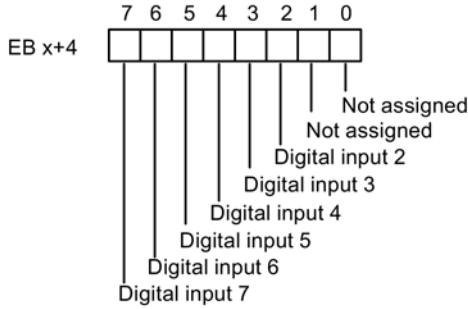 7 6 5 4 3 2 1 0
EB x+4
Not assigned
Not assigned
Digital input 2
Digital input 3
Digital input 4
Digital input 5
Digital input 6
Digital input 7